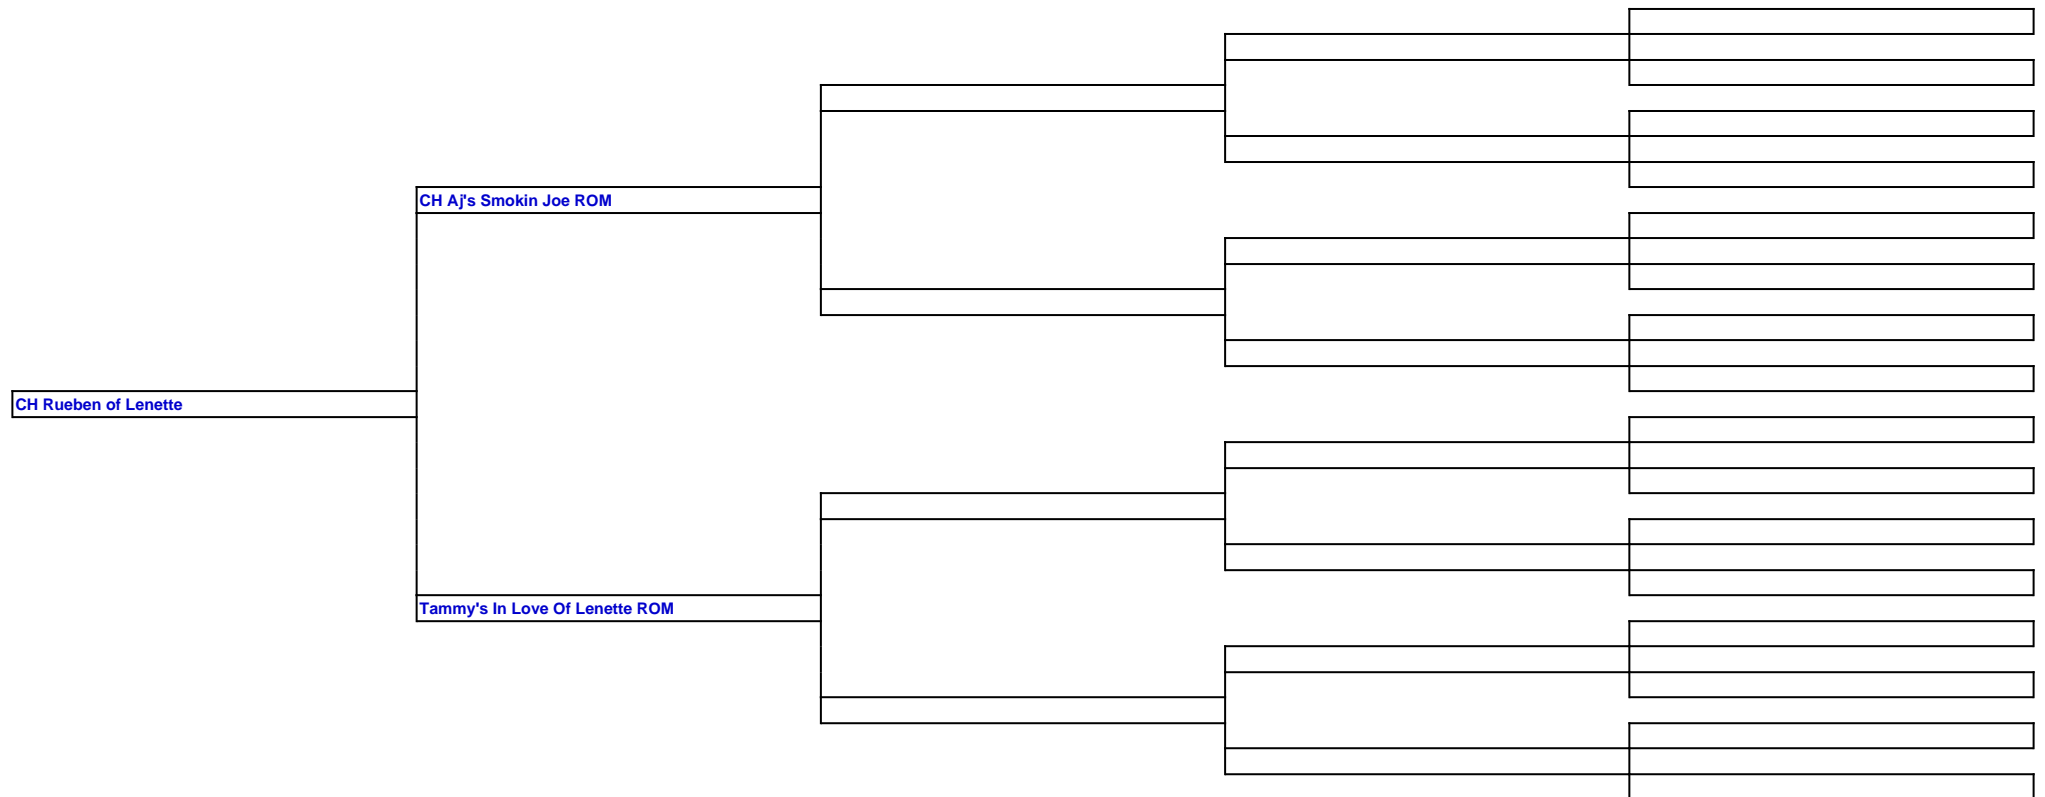 CH Aj's Smokin Joe ROM
CH Rueben of Lenette
Tammy's In Love Of Lenette ROM